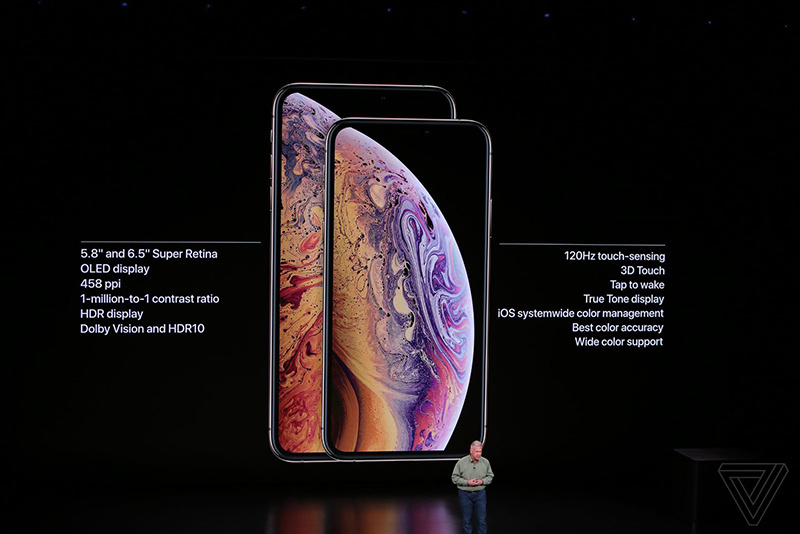 5.8" and 6.5" Super Retina
OLED display
458 ppi
1-million-to-1 contrast ratio
HDR display
Dolby Vision and HDR10
120Hz touch-sensing
3D Touch
Tap to wake
True Tone display
iOS systemwide color management
Best color accuracy
Wide color support